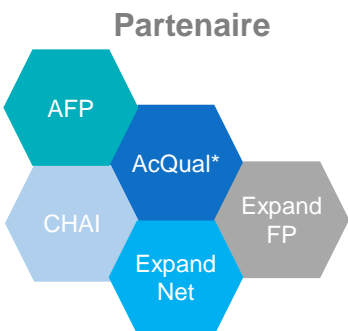 Partenaire
AFP
AcQual*
CHAI
Expand
FP
Expand
Net